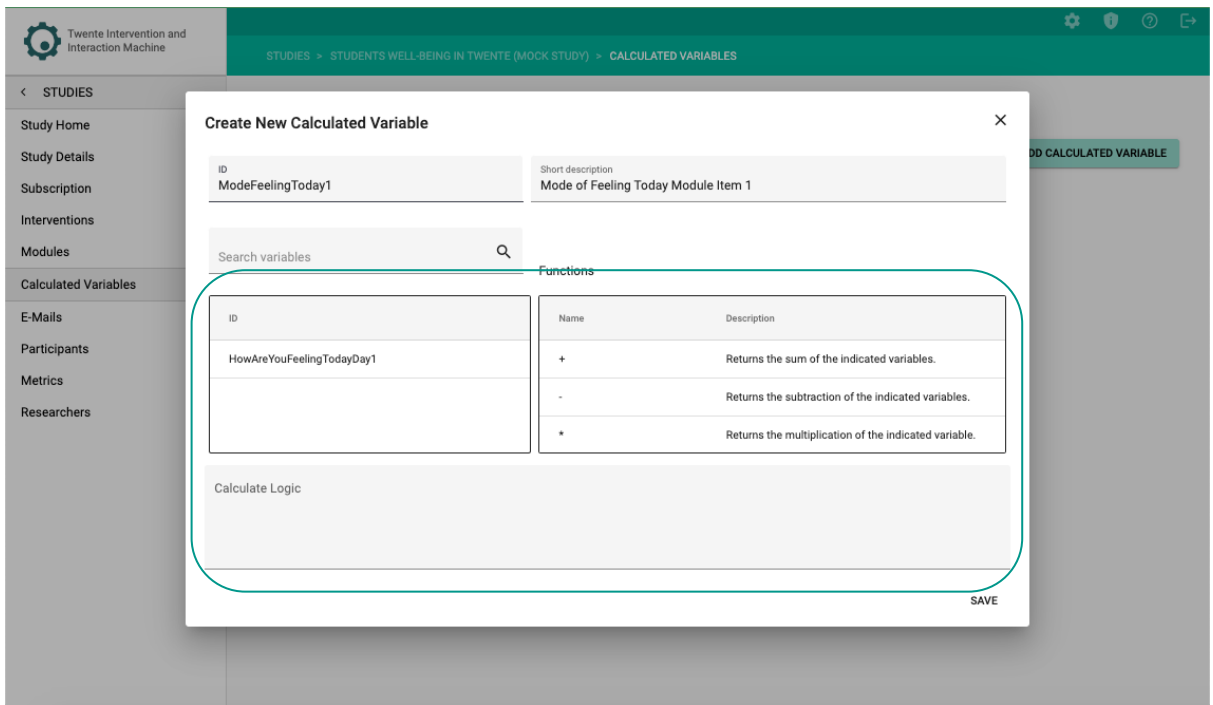 Twente Intervention and
Interaction Machine
STUDIES > STUDENTS WELL-BEING IN TWENTE (MOCK STUDY) > CALCULATED VARIABLES
< STUDIES
Study Home
Study Details
Subscription
Interventions
Modules
Calculated Variables
E-Mails
Participants
Metrics
Researchers
DD CALCULATED VARIABLE
Create New Calculated Variable
ID
ModeFeelingToday1
Short description
Mode of Feeling Today Module Item 1
Search variables
Functions
ID
HowAreYouFeelingTodayDay1
Name Description
+ Returns the sum of the indicated variables.
- Returns the subtraction of the indicated variables.
* Returns the multiplication of the indicated variable.
Calculate Logic
SAVE